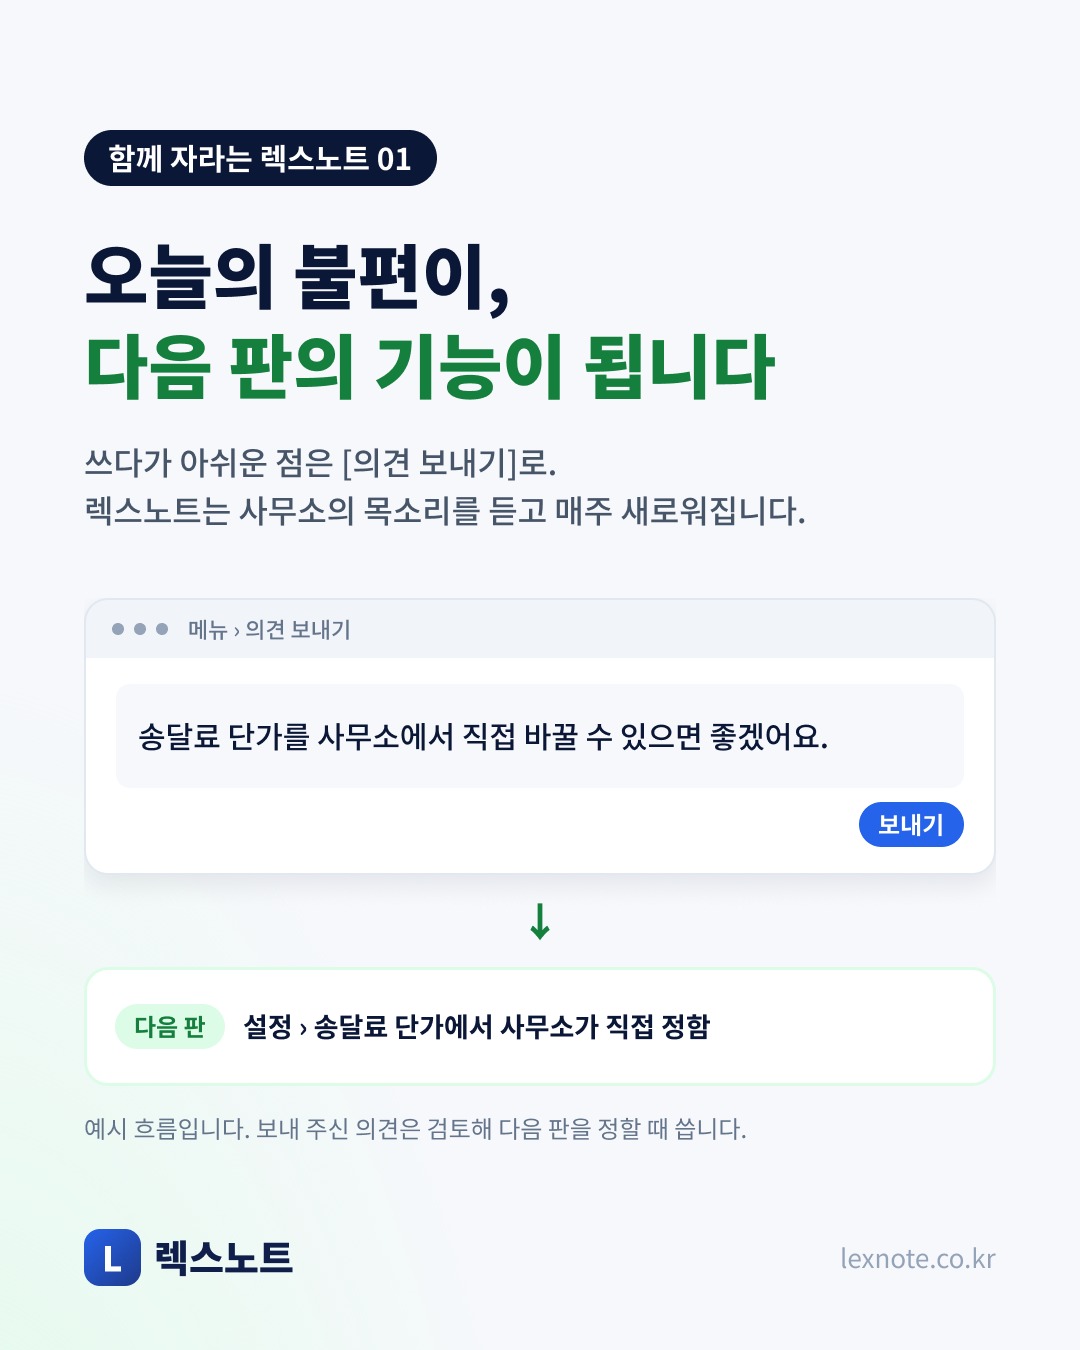 함께 자라는 렉스노트 01
오늘의 불편이,
다음 판의 기능이 됩니다
쓰다가 아쉬운 점은 [의견 보내기]로.
렉스노트는 사무소의 목소리를 듣고 매주 새로워집니다.
메뉴 › 의견 보내기
송달료 단가를 사무소에서 직접 바꿀 수 있으면 좋겠어요.
보내기
↓
다음 판 설정 › 송달료 단가에서 사무소가 직접 정함
예시 흐름입니다. 보내 주신 의견은 검토해 다음 판을 정할 때 씁니다.
L 렉스노트
lexnote.co.kr